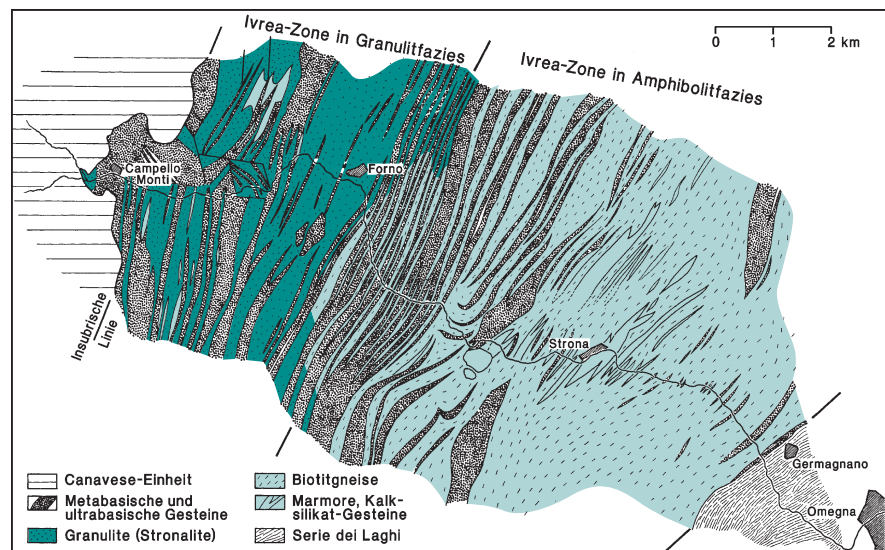 Ivrea-Zone in Granulitfazies
0 1 2 km
Ivrea-Zone in Amphibolitfazies
Campello
Monti
Forno
Insubrische
Linie
Strona
Germagnano
Omegna
Canavese-Einheit
Metabasische und
ultrabasische Gesteine
Granulite (Stronalite)
Biotitgneise
Marmore, Kalk-
silikat-Gesteine
Serie dei Laghi